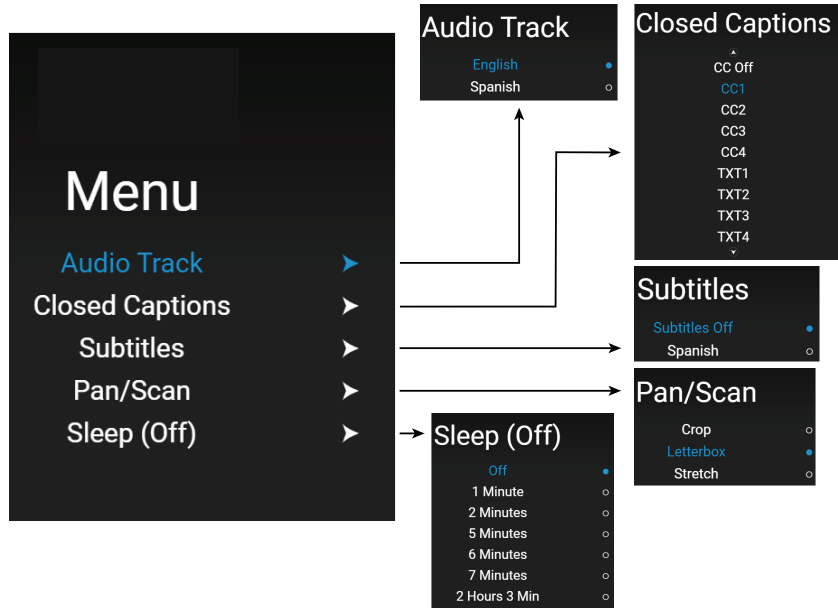 Menu
Audio Track
Closed Captions
Subtitles
Pan/Scan
Sleep (Off)
Audio Track
English
Spanish
Closed Captions
CC Off
CC1
CC2
CC3
CC4
TXT1
TXT2
TXT3
TXT4
Subtitles
Subtitles Off
Spanish
Pan/Scan
Crop
Letterbox
Stretch
Sleep (Off)
Off
1 Minute
2 Minutes
5 Minutes
6 Minutes
7 Minutes
2 Hours 3 Min